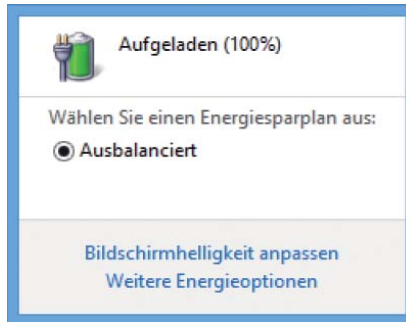 Aufgeladen (100%)
Wählen Sie einen Energiesparplan aus:
Ausbalanciert
Bildschirmhelligkeit anpassen
Weitere Energieoptionen